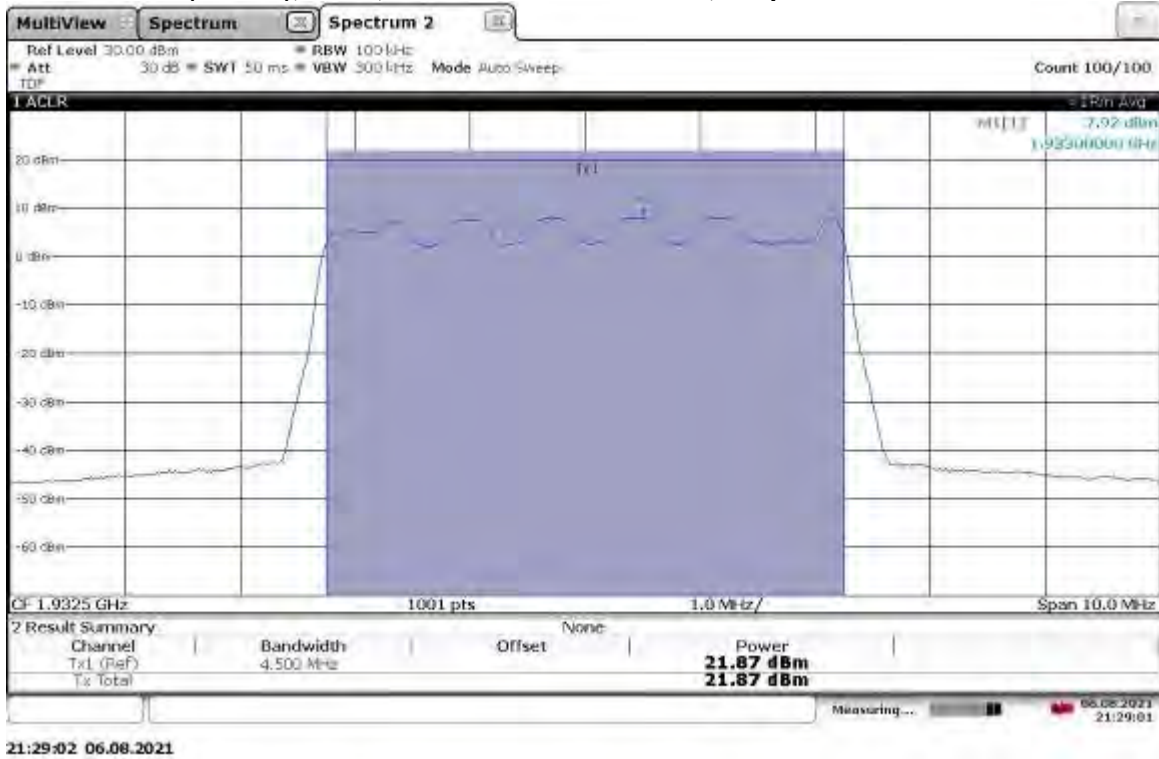 MultiView Spectrum Spectrum 2
Ref Level 30.00 dBm RBW 100 kHz
Att 30 dB SWT 50 ms VBW 300 kHz Mode Auto Sweep Count 100/100
TDF
1 ACLR 1Rm Avg
M1[1] 7.92 dBm
1.93300000 GHz
20 dBm
Tx1
10 dBm
0 dBm
-10 dBm
-20 dBm
-30 dBm
-40 dBm
-50 dBm
-60 dBm
CF 1.9325 GHz 1001 pts 1.0 MHz/ Span 10.0 MHz
2 Result Summary None
Channel Bandwidth Offset Power
Tx1 (Ref) 4.500 MHz 21.87 dBm
Tx Total 21.87 dBm
Measuring... 06.08.2021
21:29:01
21:29:02 06.08.2021